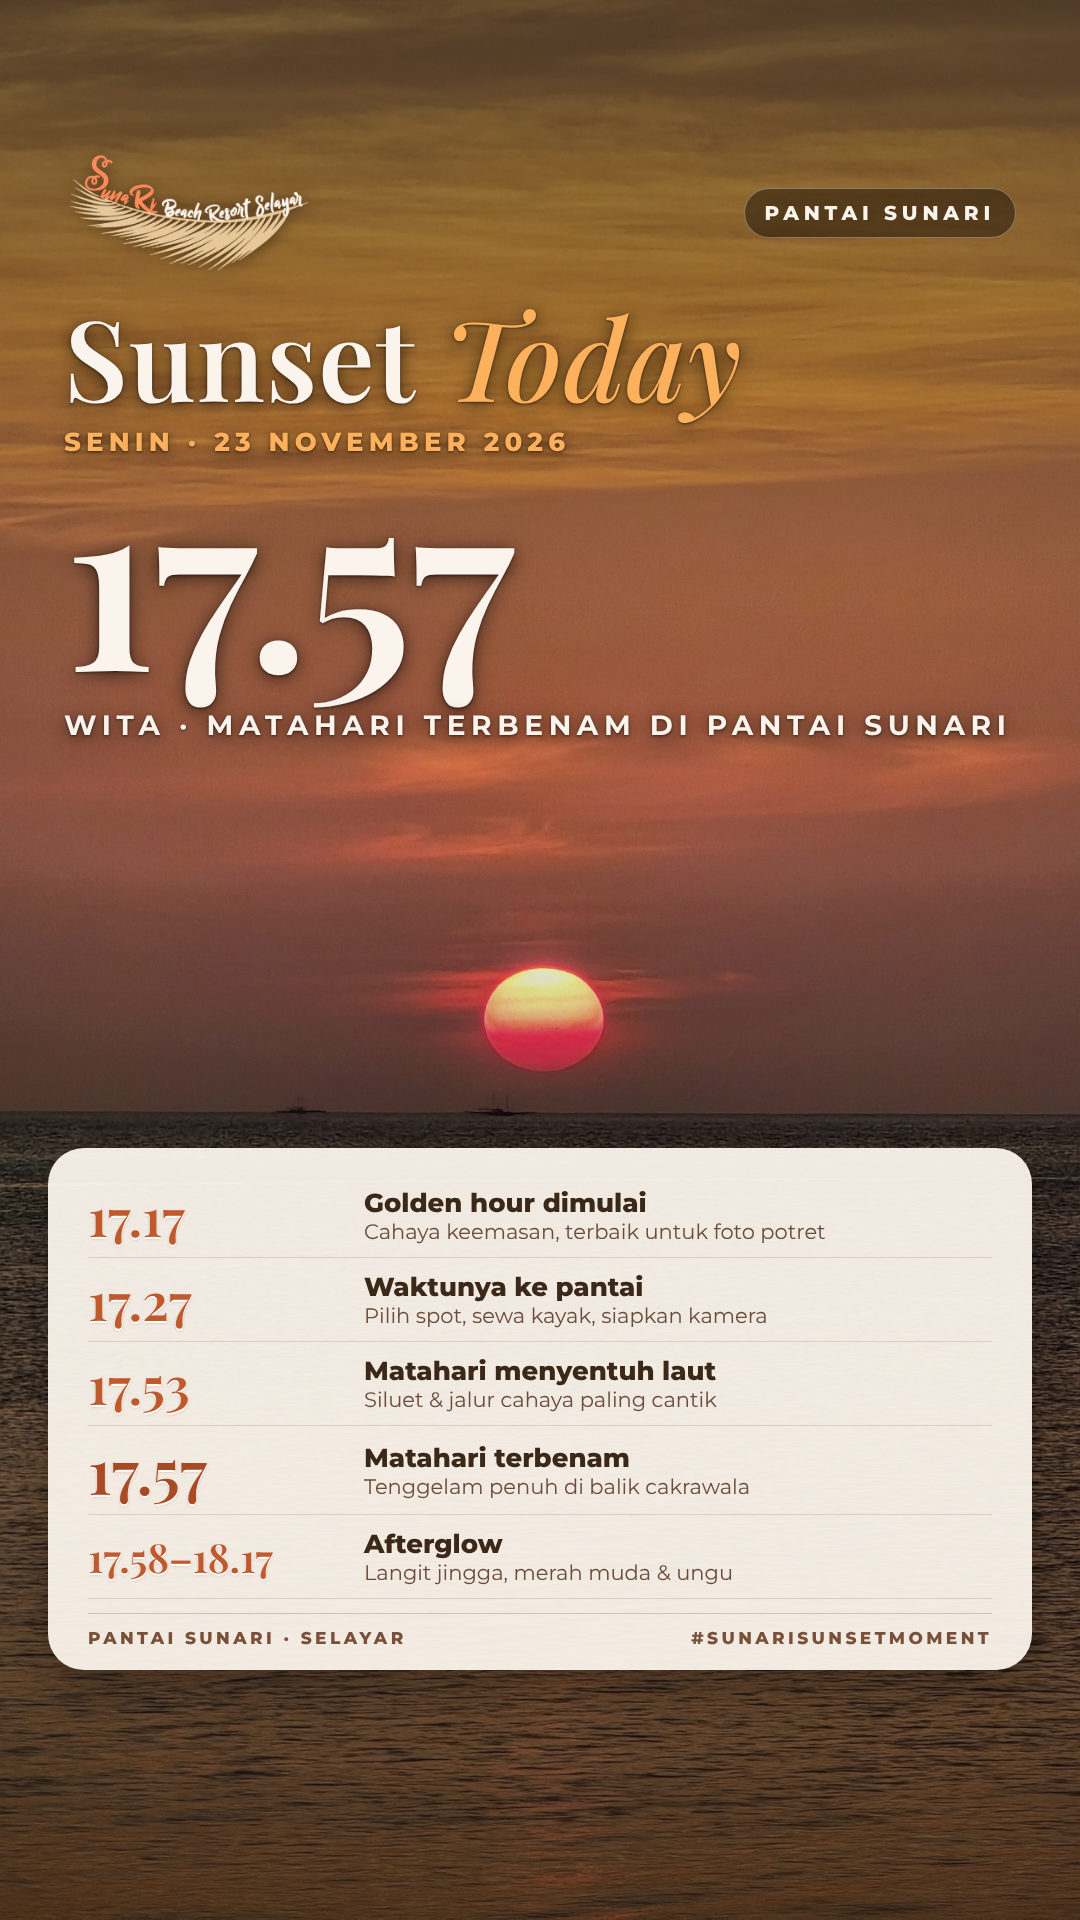 SunaRi Beach Resort Selayar
PANTAI SUNARI
Sunset Today
SENIN · 23 NOVEMBER 2026
17.57
WITA · MATAHARI TERBENAM DI PANTAI SUNARI
17.17
Golden hour dimulai
Cahaya keemasan, terbaik untuk foto potret
17.27
Waktunya ke pantai
Pilih spot, sewa kayak, siapkan kamera
17.53
Matahari menyentuh laut
Siluet & jalur cahaya paling cantik
17.57
Matahari terbenam
Tenggelam penuh di balik cakrawala
17.58–18.17
Afterglow
Langit jingga, merah muda & ungu
PANTAI SUNARI · SELAYAR
#SUNARISUNSETMOMENT